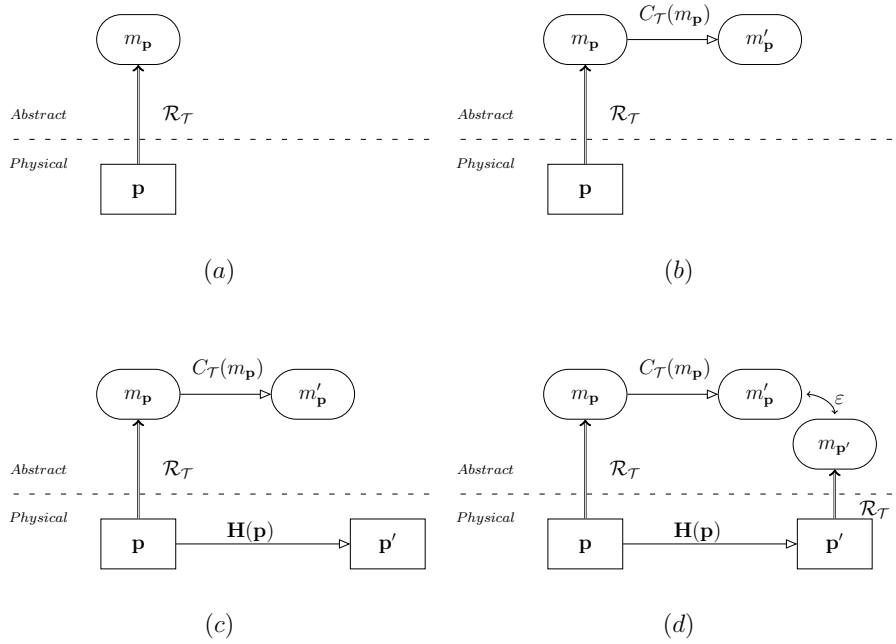 m_𝐩
Abstract
ℛ_𝒯
Physical
𝐩
(a)
m_𝐩 C_𝒯(m_𝐩) m′_𝐩
Abstract
ℛ_𝒯
Physical
𝐩
(b)
m_𝐩 C_𝒯(m_𝐩) m′_𝐩
Abstract
ℛ_𝒯
Physical
𝐩 𝐇(𝐩) 𝐩′
(c)
m_𝐩 C_𝒯(m_𝐩) m′_𝐩 ε
m_𝐩′
Abstract
ℛ_𝒯
Physical
ℛ_𝒯
𝐩 𝐇(𝐩) 𝐩′
(d)